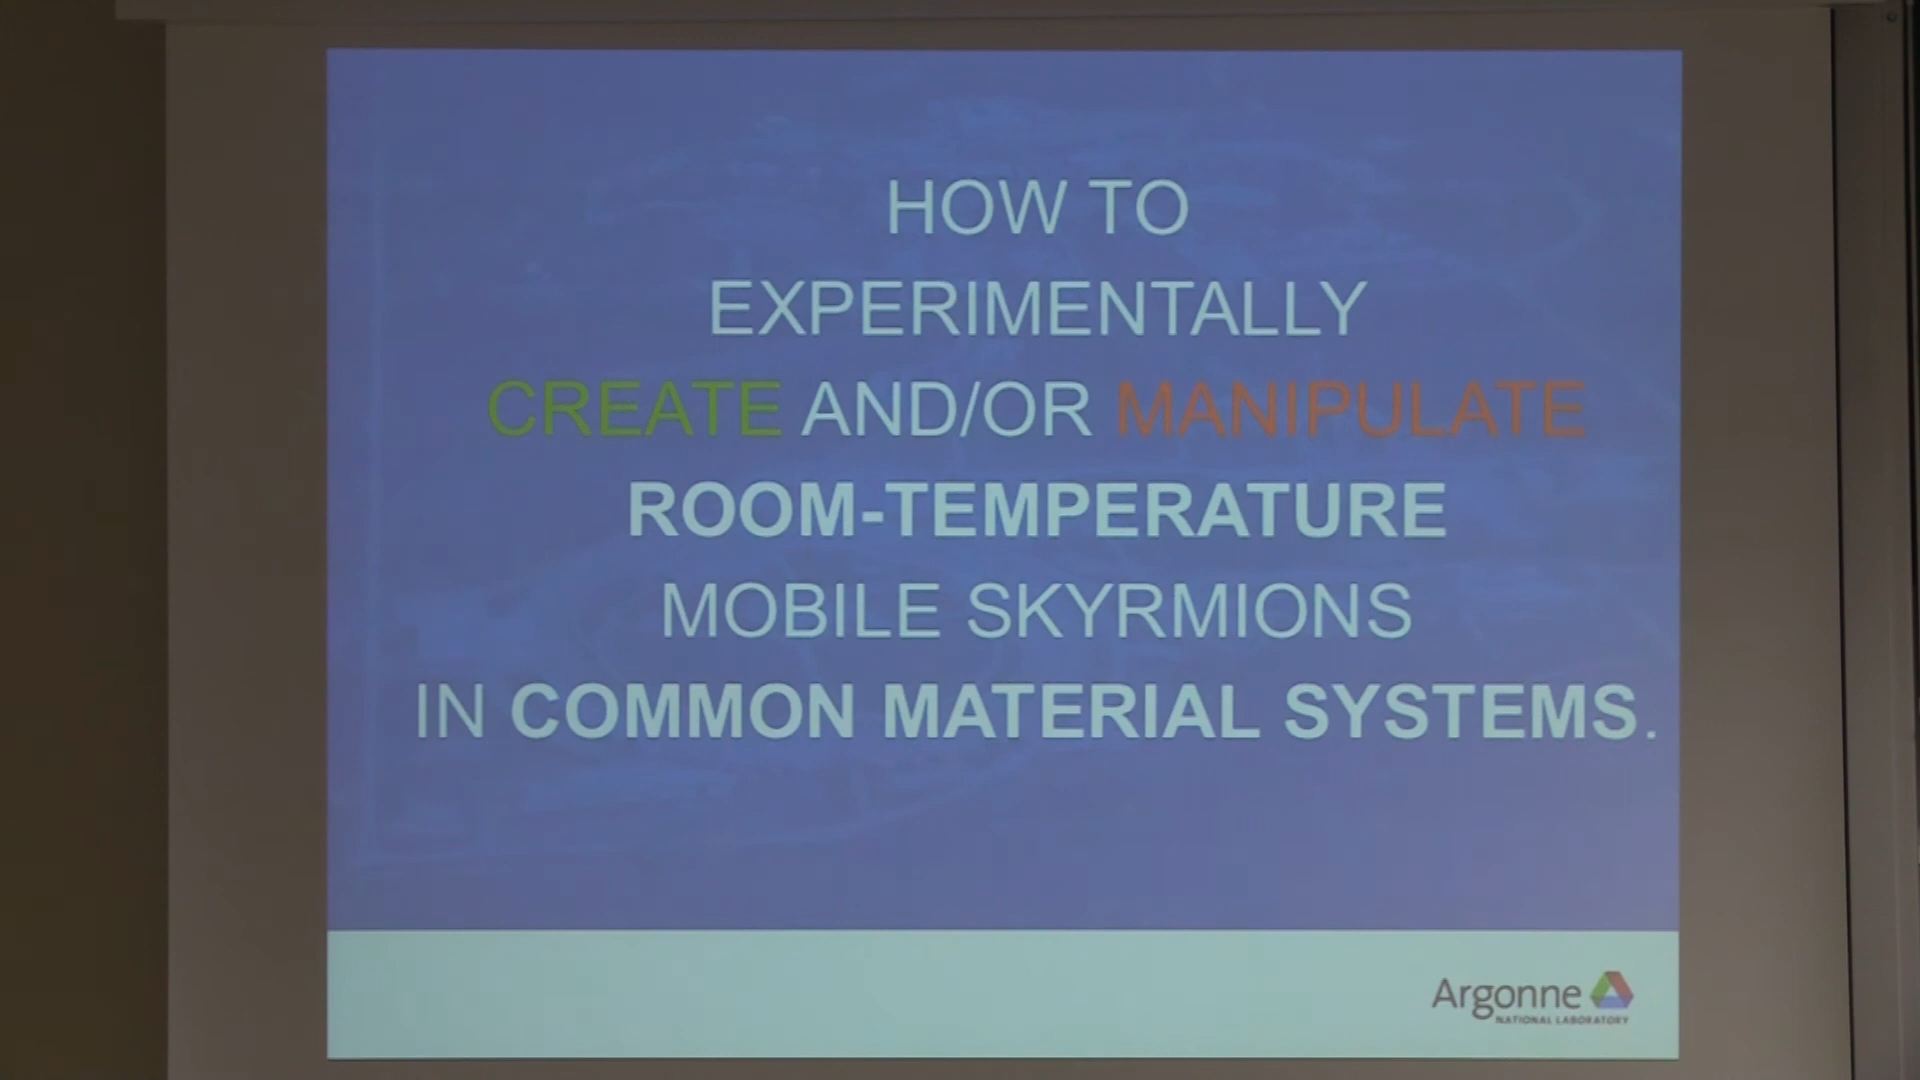 HOW TO
EXPERIMENTALLY
CREATE AND/OR MANIPULATE
ROOM-TEMPERATURE
MOBILE SKYRMIONS
IN COMMON MATERIAL SYSTEMS.
Argonne
NATIONAL LABORATORY